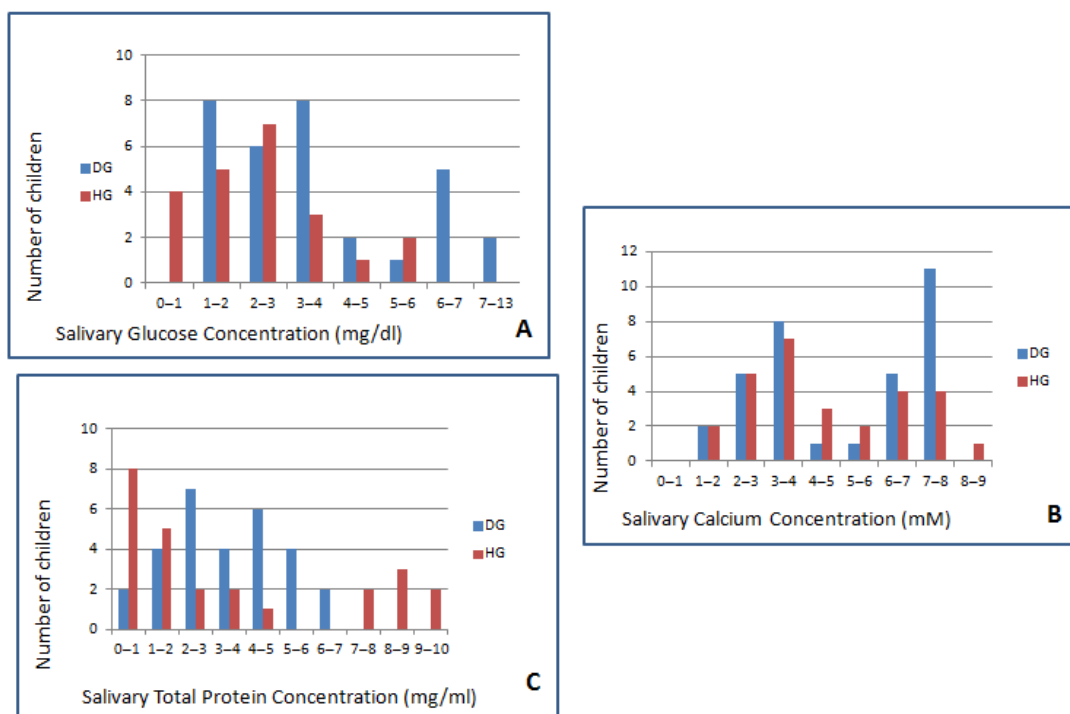 10
8
6
4
2
0
Number of children
DG
HG
0–1 1–2 2–3 3–4 4–5 5–6 6–7 7–13
Salivary Glucose Concentration (mg/dl)
A
12
10
8
6
4
2
0
Number of children
DG
HG
0–1 1–2 2–3 3–4 4–5 5–6 6–7 7–8 8–9
Salivary Calcium Concentration (mM)
B
10
8
6
4
2
0
Number of children
DG
HG
0–1 1–2 2–3 3–4 4–5 5–6 6–7 7–8 8–9 9–10
Salivary Total Protein Concentration (mg/ml)
C